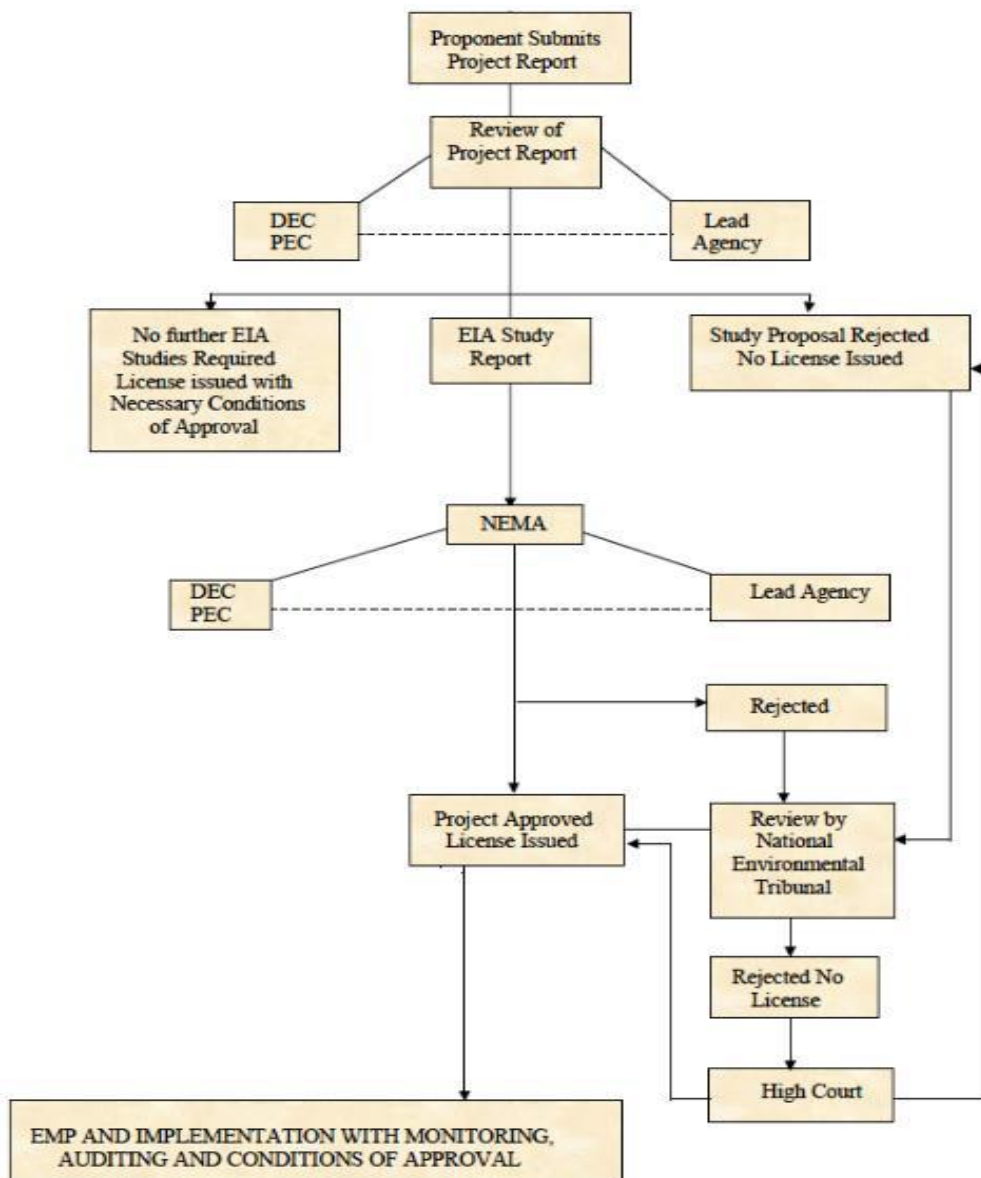 Proponent Submits
Project Report
Review of
Project Report
DEC
PEC
Lead
Agency
No further EIA
Studies Required
License issued with
Necessary Conditions
of Approval
EIA Study
Report
Study Proposal Rejected
No License Issued
NEMA
DEC
PEC
Lead Agency
Rejected
Project Approved
License Issued
Review by
National
Environmental
Tribunal
Rejected No
License
High Court
EMP AND IMPLEMENTATION WITH MONITORING,
AUDITING AND CONDITIONS OF APPROVAL